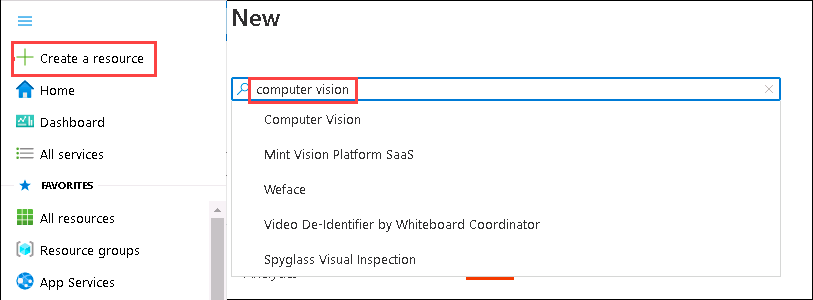 Create a resource
Home
Dashboard
All services
FAVORITES
All resources
Resource groups
App Services
New
computer vision
Computer Vision
Mint Vision Platform SaaS
Weface
Video De-Identifier by Whiteboard Coordinator
Spyglass Visual Inspection